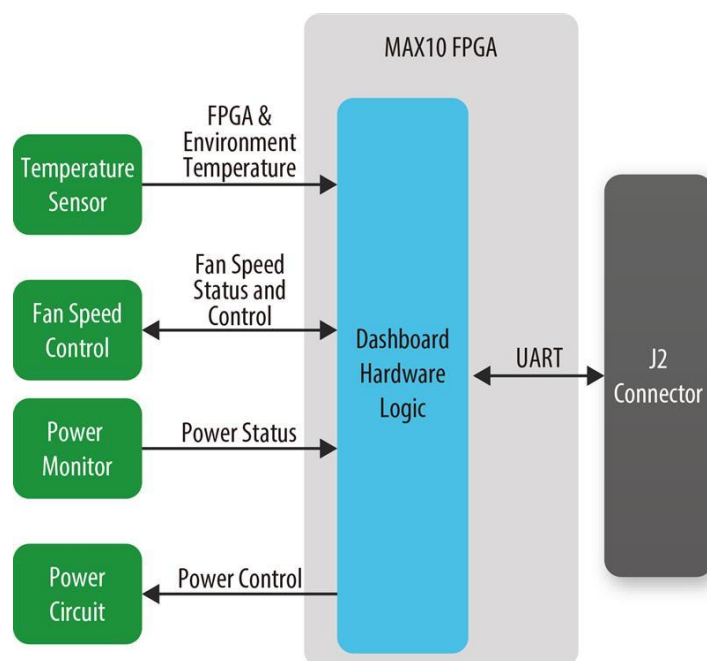 MAX10 FPGA
FPGA &
Environment
Temperature
Temperature
Sensor
Fan Speed
Status and
Control
Fan Speed
Control
Dashboard
Hardware
Logic
UART
J2
Connector
Power Status
Power
Monitor
Power Control
Power
Circuit